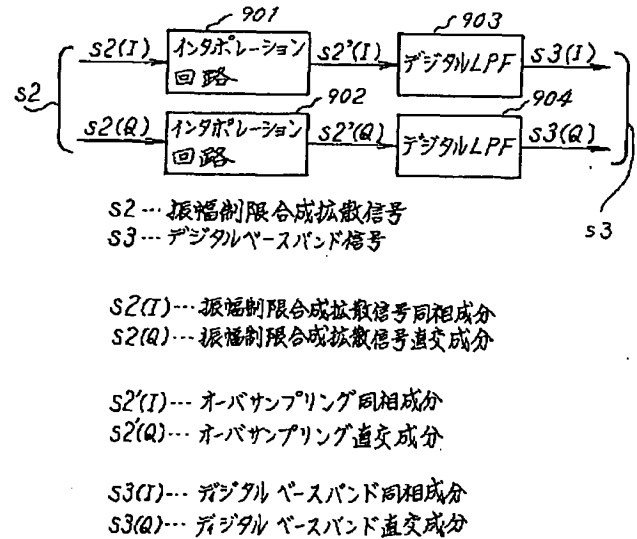 901
903
s2(I)
インタポレーション
回路
s2'(I)
デジタルLPF
s3(I)
s2
902
904
s2(Q)
インタポレーション
回路
s2'(Q)
デジタルLPF
s3(Q)
s3
s2…振幅制限合成拡散信号
s3…デジタルベースバンド信号
s2(I)…振幅制限合成拡散信号同相成分
s2(Q)…振幅制限合成拡散信号直交成分
s2'(I)…オーバサンプリング同相成分
s2'(Q)…オーバサンプリング直交成分
s3(I)…ディジタルベースバンド同相成分
s3(Q)…ディジタルベースバンド直交成分